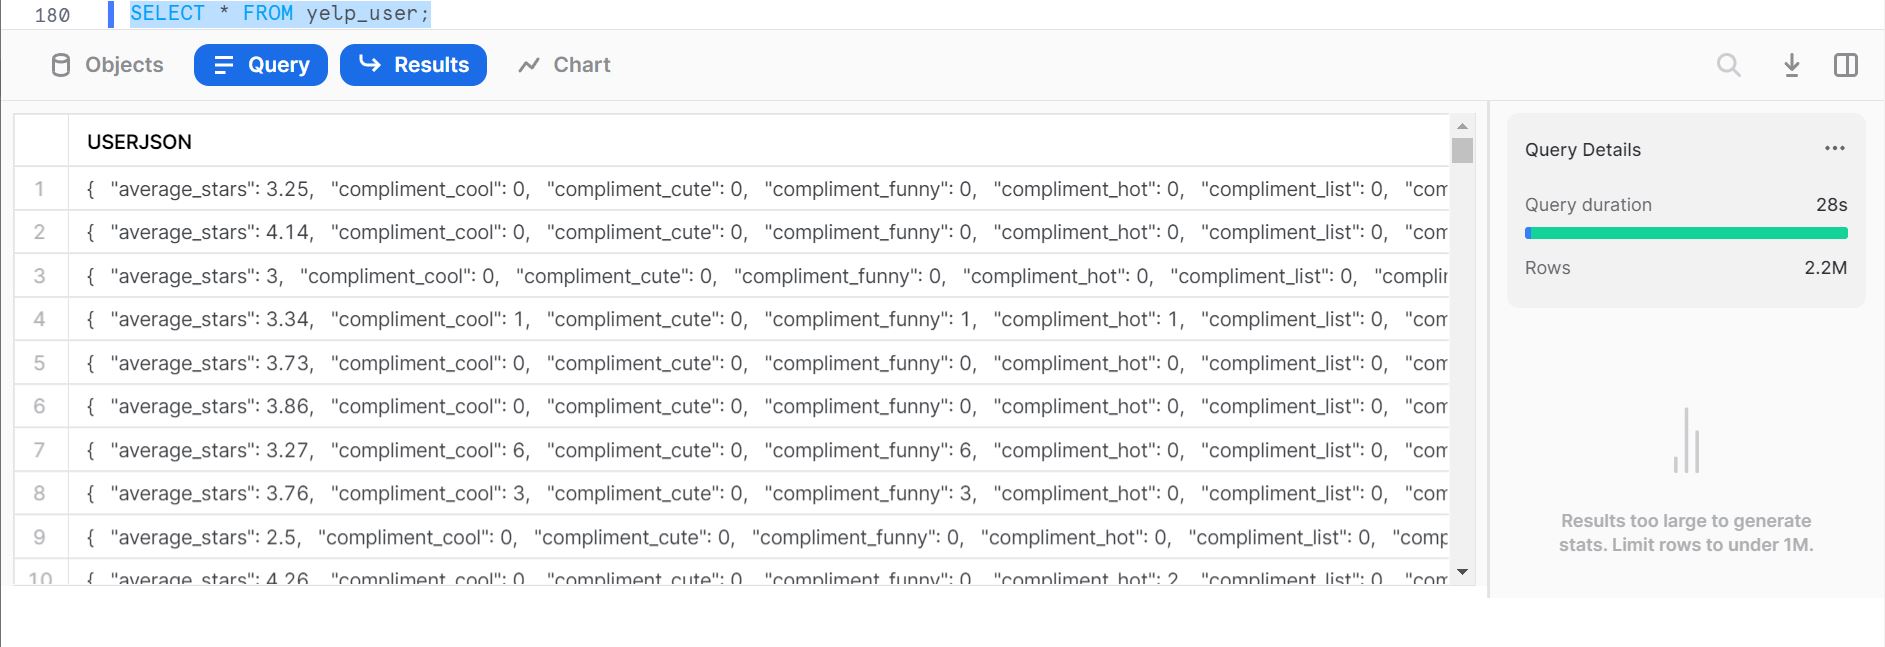 180 SELECT * FROM yelp_user;
Objects Query Results Chart
USERJSON
1 { "average_stars": 3.25, "compliment_cool": 0, "compliment_cute": 0, "compliment_funny": 0, "compliment_hot": 0, "compliment_list": 0, "com
2 { "average_stars": 4.14, "compliment_cool": 0, "compliment_cute": 0, "compliment_funny": 0, "compliment_hot": 0, "compliment_list": 0, "com
3 { "average_stars": 3, "compliment_cool": 0, "compliment_cute": 0, "compliment_funny": 0, "compliment_hot": 0, "compliment_list": 0, "compli
4 { "average_stars": 3.34, "compliment_cool": 1, "compliment_cute": 0, "compliment_funny": 1, "compliment_hot": 1, "compliment_list": 0, "com
5 { "average_stars": 3.73, "compliment_cool": 0, "compliment_cute": 0, "compliment_funny": 0, "compliment_hot": 0, "compliment_list": 0, "com
6 { "average_stars": 3.86, "compliment_cool": 0, "compliment_cute": 0, "compliment_funny": 0, "compliment_hot": 0, "compliment_list": 0, "com
7 { "average_stars": 3.27, "compliment_cool": 6, "compliment_cute": 0, "compliment_funny": 6, "compliment_hot": 0, "compliment_list": 0, "com
8 { "average_stars": 3.76, "compliment_cool": 3, "compliment_cute": 0, "compliment_funny": 3, "compliment_hot": 0, "compliment_list": 0, "com
9 { "average_stars": 2.5, "compliment_cool": 0, "compliment_cute": 0, "compliment_funny": 0, "compliment_hot": 0, "compliment_list": 0, "comp
10 { "average_stars": 4.26, "compliment_cool": 0, "compliment_cute": 0, "compliment_funny": 0, "compliment_hot": 2, "compliment_list": 0, "com
Query Details
Query duration 28s
Rows 2.2M
Results too large to generate
stats. Limit rows to under 1M.